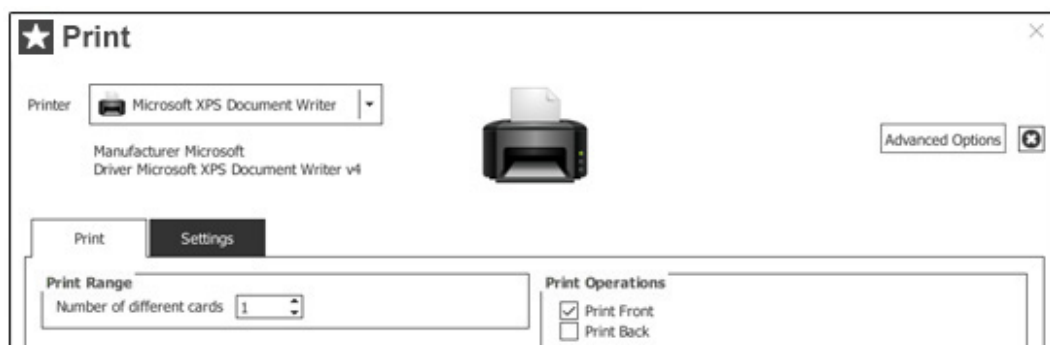 Print
Printer Microsoft XPS Document Writer
Advanced Options
Manufacturer Microsoft
Driver Microsoft XPS Document Writer v4
Print Settings
Print Range
Number of different cards 1
Print Operations
Print Front
Print Back